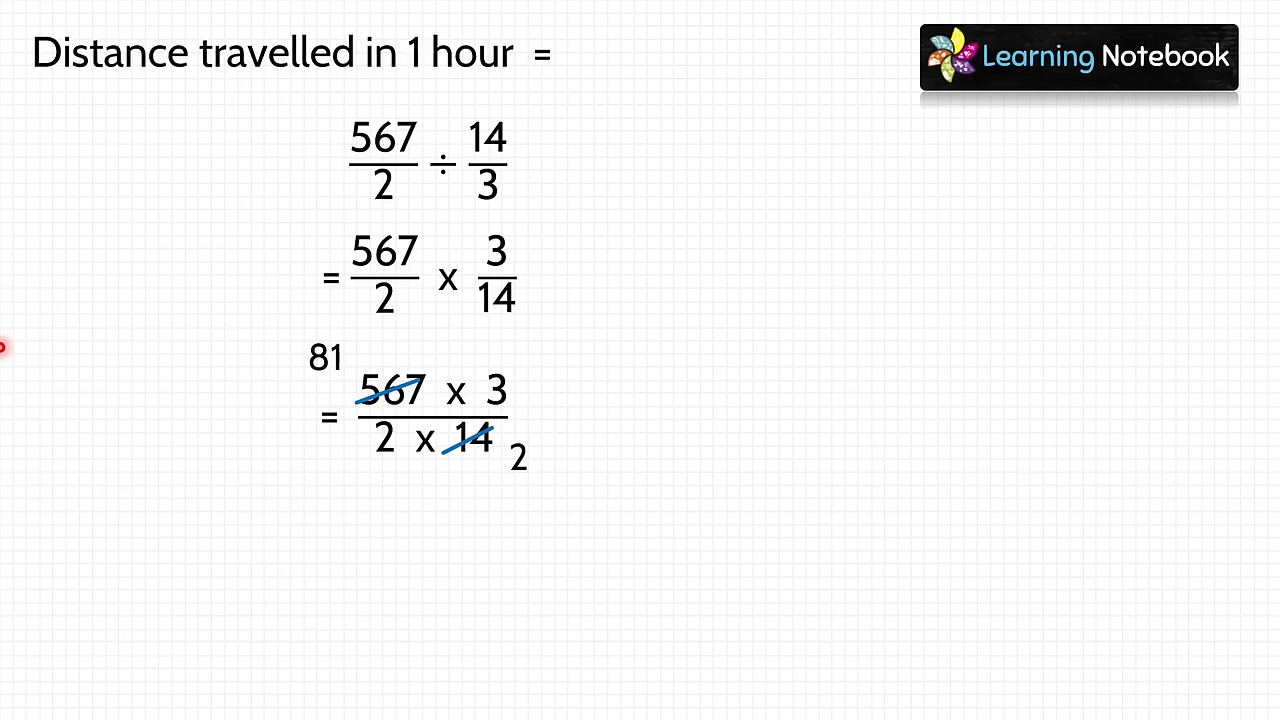 Distance travelled in 1 hour =
Learning Notebook
567/2 ÷ 14/3
= 567/2 x 3/14
81
= 567 x 3 / 2 x 14
2